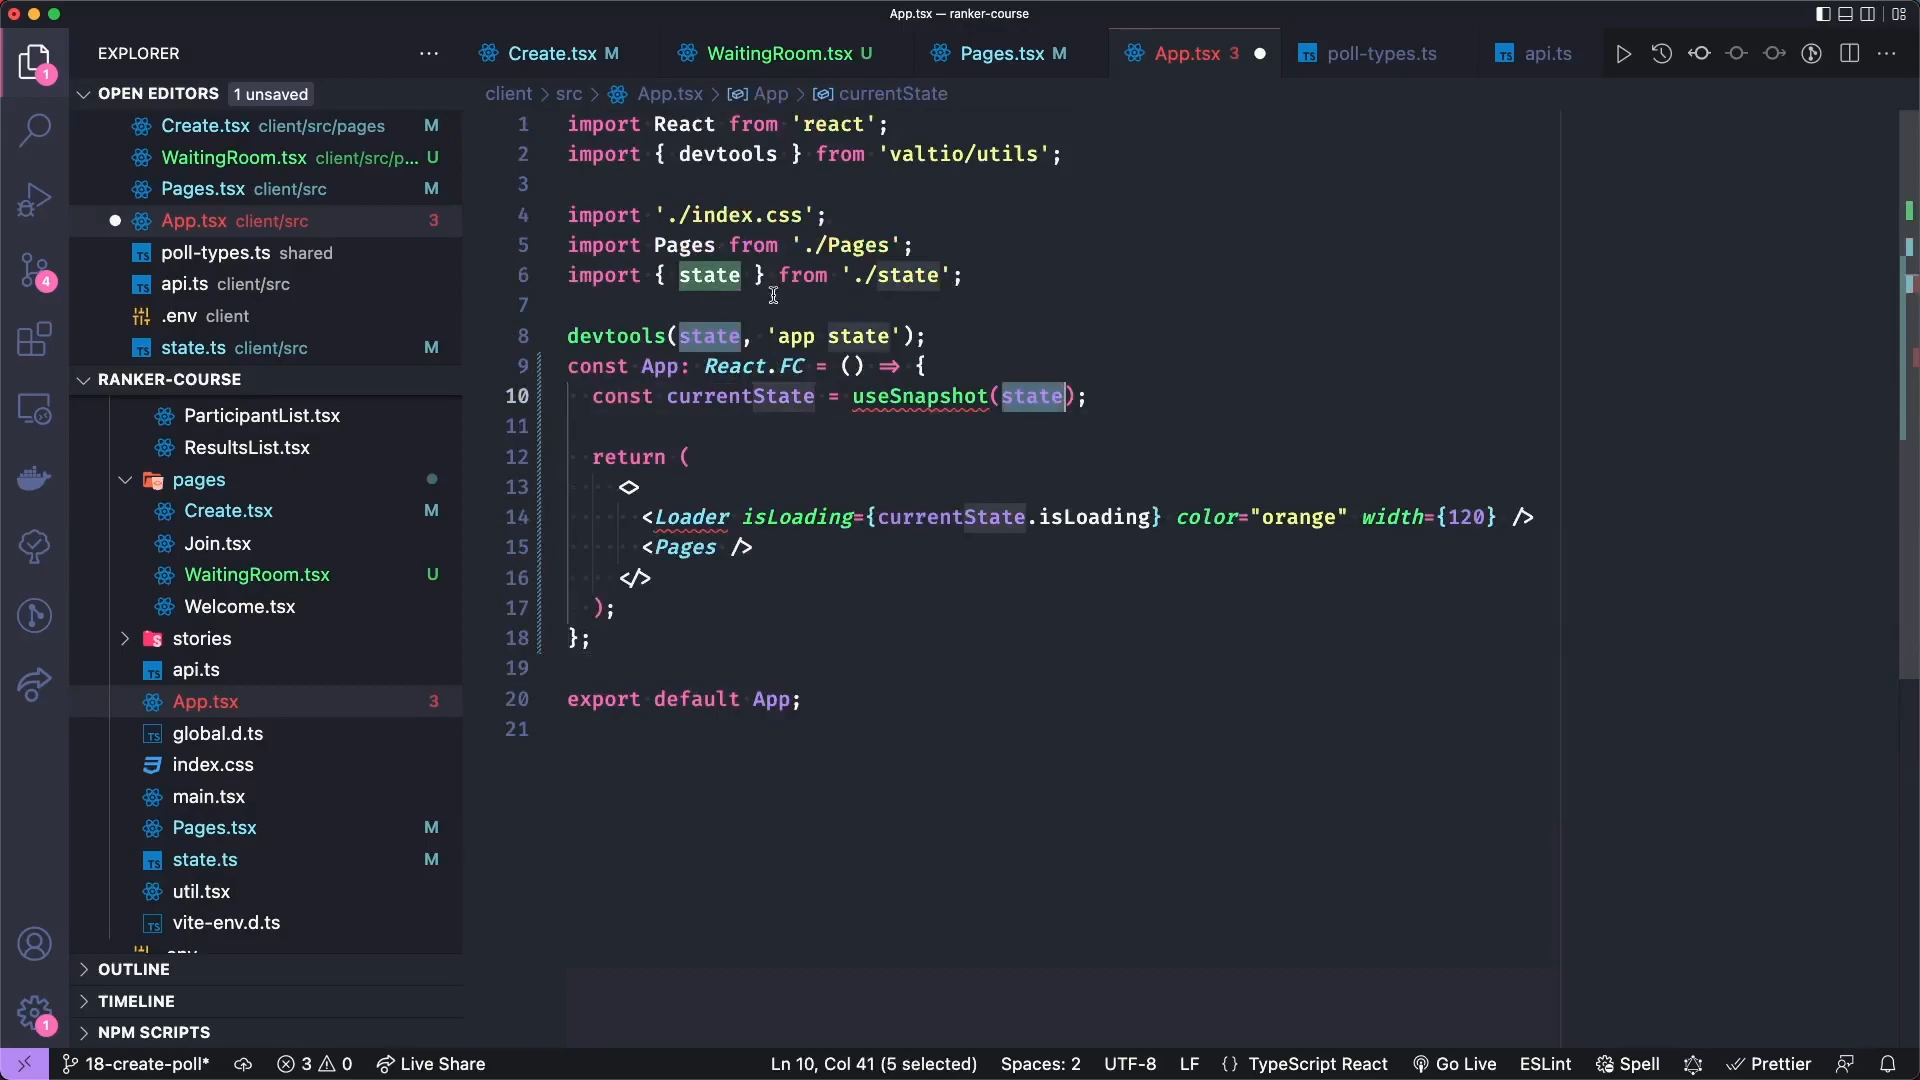 App.tsx — ranker-course
EXPLORER
Create.tsx M
WaitingRoom.tsx U
Pages.tsx M
App.tsx 3
poll-types.ts
api.ts
OPEN EDITORS 1 unsaved
client > src > App.tsx > App > currentState
Create.tsx client/src/pages M
WaitingRoom.tsx client/src/p... U
Pages.tsx client/src M
App.tsx client/src 3
poll-types.ts shared
api.ts client/src
.env client
state.ts client/src M
RANKER-COURSE
ParticipantList.tsx
ResultsList.tsx
pages
Create.tsx M
Join.tsx
WaitingRoom.tsx U
Welcome.tsx
stories
api.ts
App.tsx 3
global.d.ts
index.css
main.tsx
Pages.tsx M
state.ts M
util.tsx
vite-env.d.ts
OUTLINE
TIMELINE
NPM SCRIPTS
1
4
1
1 import React from 'react';
2 import { devtools } from 'valtio/utils';
3
4 import './index.css';
5 import Pages from './Pages';
6 import { state } from './state';
7
8 devtools(state, 'app state');
9 const App: React.FC = () => {
10 const currentState = useSnapshot(state);
11
12 return (
13 <>
14 <Loader isLoading={currentState.isLoading} color="orange" width={120} />
15 <Pages />
16 </>
17 );
18 };
19
20 export default App;
21
18-create-poll* 3 0 Live Share Ln 10, Col 41 (5 selected) Spaces: 2 UTF-8 LF {} TypeScript React Go Live ESLint Spell Prettier